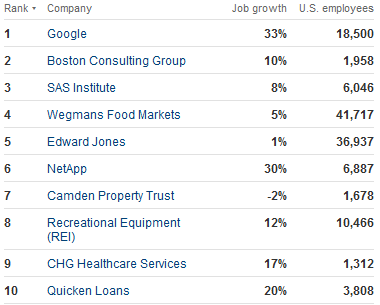 Rank Company Job growth U.S. employees
1 Google 33% 18,500
2 Boston Consulting Group 10% 1,958
3 SAS Institute 8% 6,046
4 Wegmans Food Markets 5% 41,717
5 Edward Jones 1% 36,937
6 NetApp 30% 6,887
7 Camden Property Trust -2% 1,678
8 Recreational Equipment 12% 10,466
(REI)
9 CHG Healthcare Services 17% 1,312
10 Quicken Loans 20% 3,808